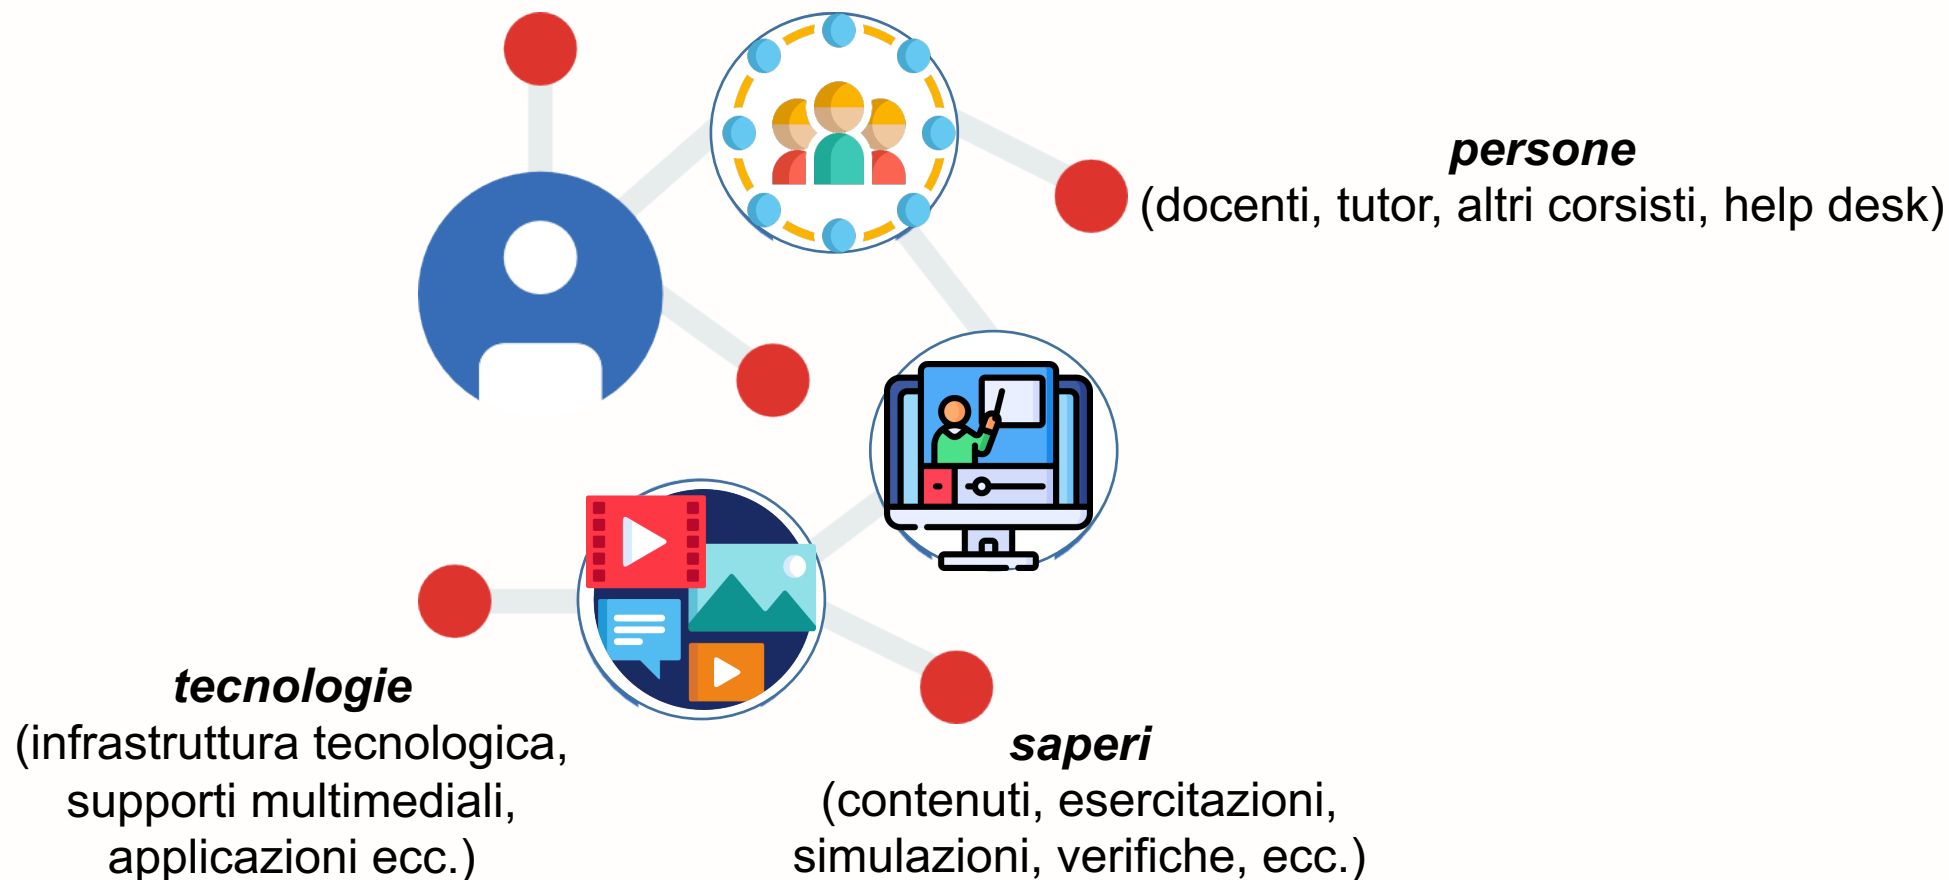 persone
(docenti, tutor, altri corsisti, help desk)
tecnologie
(infrastruttura tecnologica,
supporti multimediali,
applicazioni ecc.)
saperi
(contenuti, esercitazioni,
simulazioni, verifiche, ecc.)